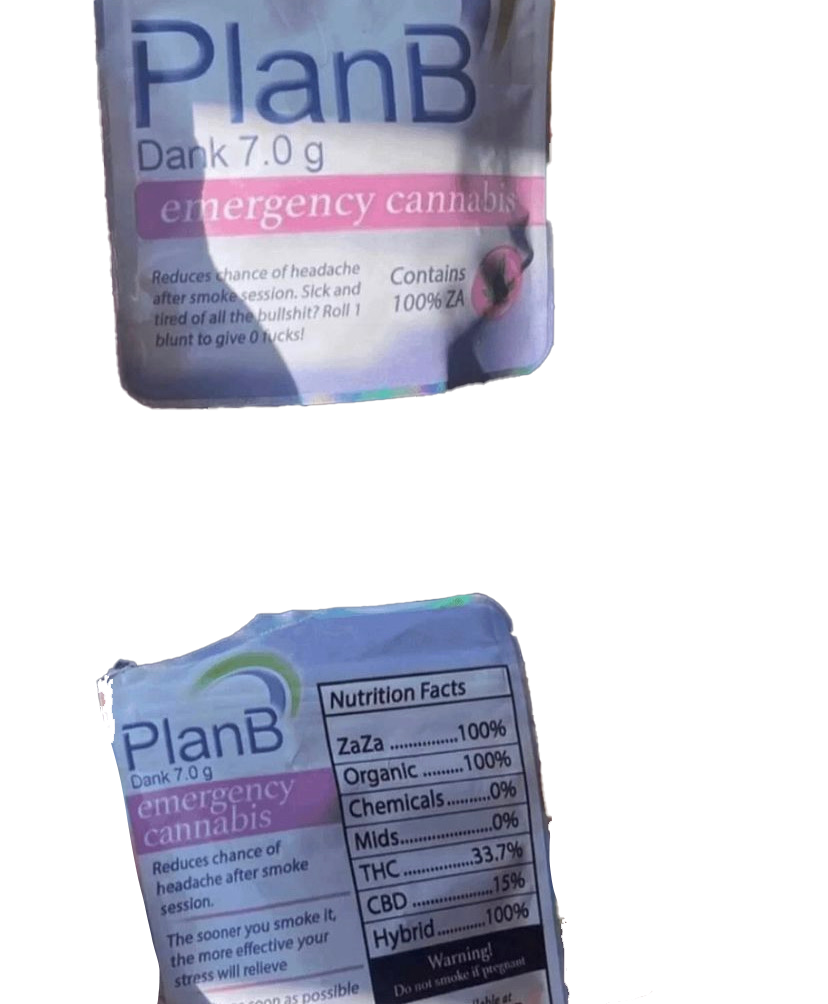 PlanB
Dank 7.0 g
emergency cannabis
Reduces chance of headache
after smoke session. Sick and
tired of all the bullshit? Roll 1
blunt to give 0 fucks!
Contains
100% ZA
PlanB
Dank 7.0 g
emergency
cannabis
Reduces chance of
headache after smoke
session.
The sooner you smoke it,
the more effective your
stress will relieve
soon as possible
Nutrition Facts
ZaZa ...............100%
Organic .........100%
Chemicals..........0%
Mids.....................0%
THC ...............33.7%
CBD ..................15%
Hybrid...........100%
Warning!
Do not smoke if pregnant
at